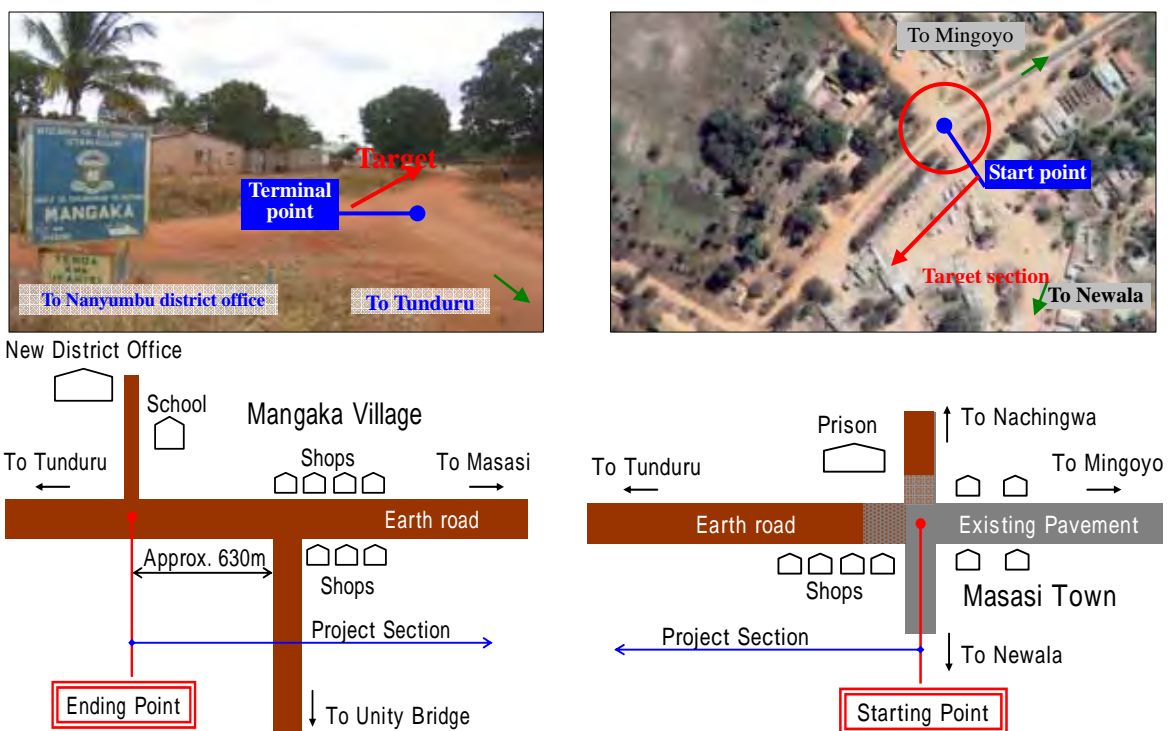 MANGAKA
Target
Terminal
point
To Nanyumbu district office
To Tunduru
To Mingoyo
Start point
Target section
To Newala
New District Office
School
Mangaka Village
To Tunduru
Shops
To Masasi
Earth road
Approx. 630m
Shops
Project Section
Ending Point
To Unity Bridge
To Nachingwa
Prison
To Tunduru
To Mingoyo
Earth road
Existing Pavement
Shops
Masasi Town
Project Section
To Newala
Starting Point